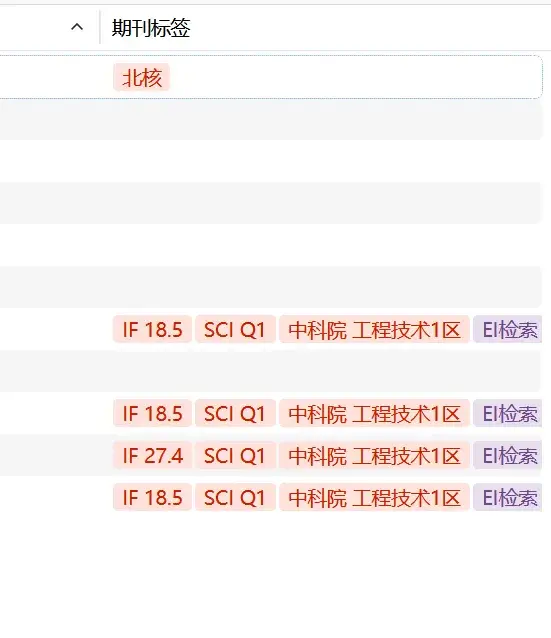 期刊标签
北核
IF 18.5 SCI Q1 中科院 工程技术1区 EI检索
IF 18.5 SCI Q1 中科院 工程技术1区 EI检索
IF 27.4 SCI Q1 中科院 工程技术1区 EI检索
IF 18.5 SCI Q1 中科院 工程技术1区 EI检索